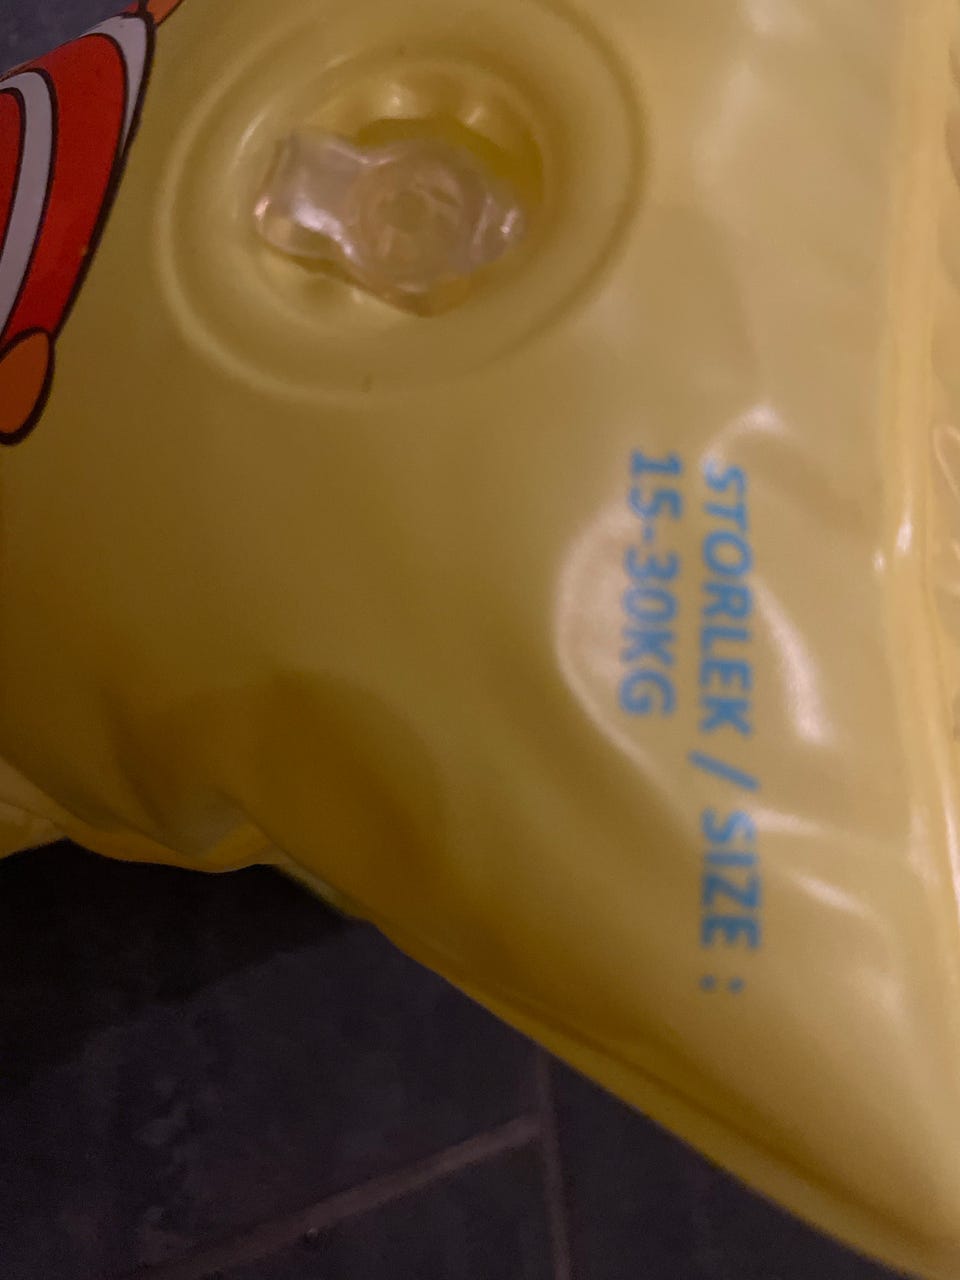 STORLEK / SIZE :
15-30KG